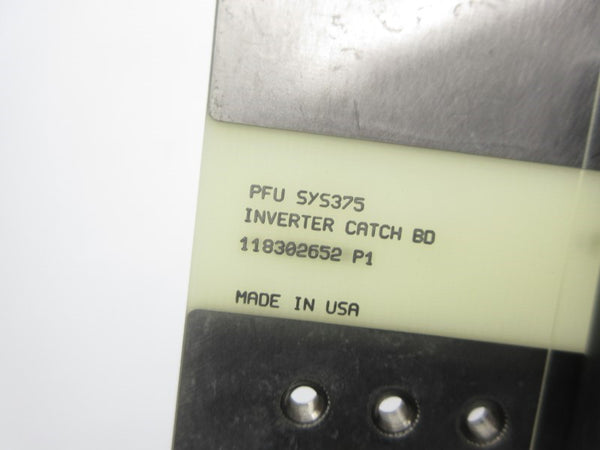 PFU SYS375
INVERTER CATCH BD
118302652 P1
MADE IN USA